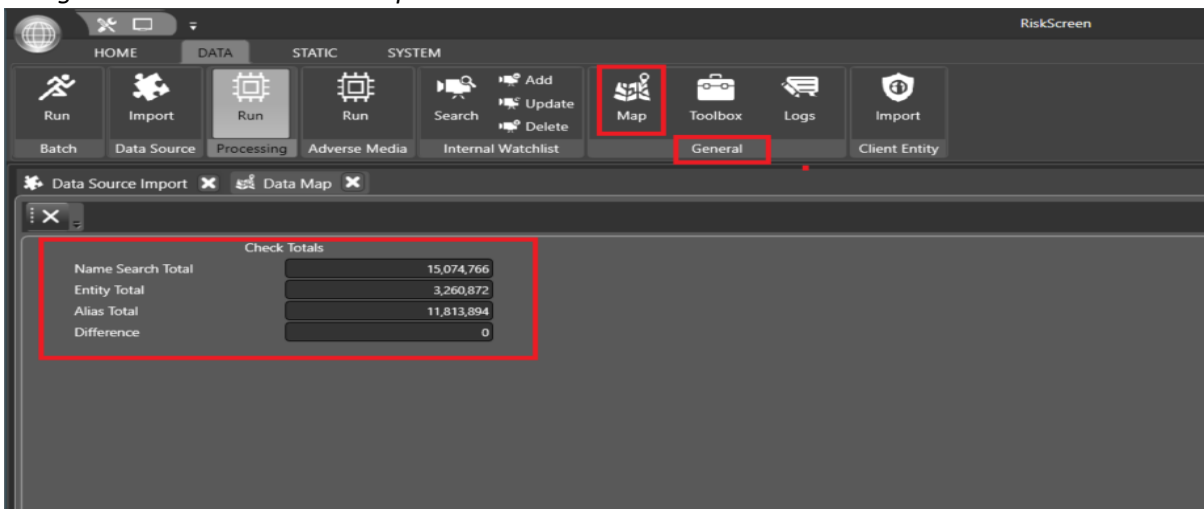 RiskScreen
HOME DATA STATIC SYSTEM
Run Import Run Run Search Add Map Toolbox Logs Import
Update
Delete
Batch Data Source Processing Adverse Media Internal Watchlist General Client Entity
Data Source Import Data Map
Check Totals
Name Search Total 15,074,766
Entity Total 3,260,872
Alias Total 11,813,894
Difference 0